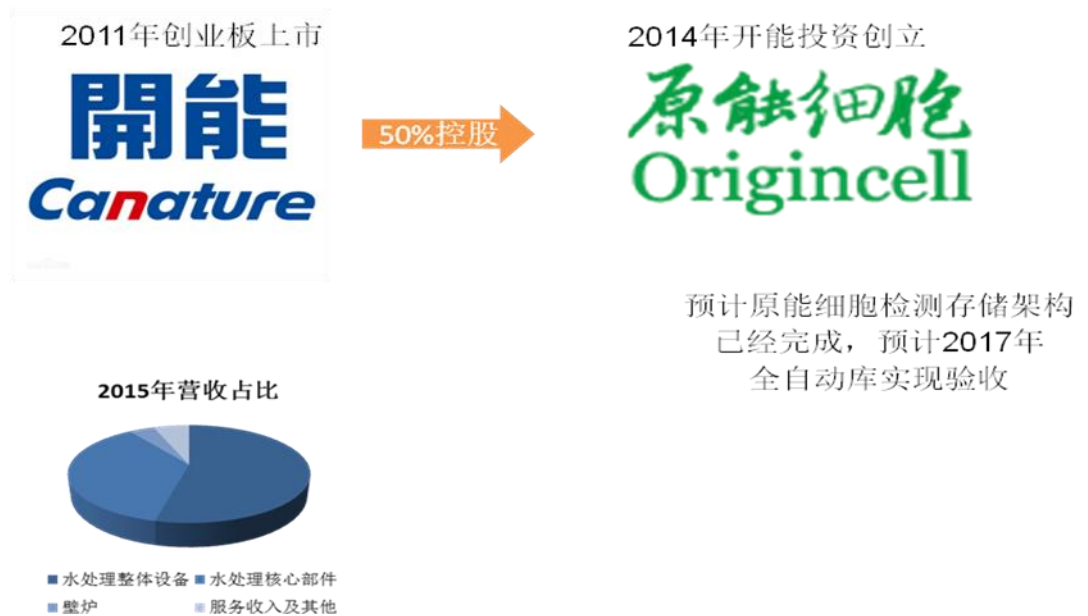 2011年创业板上市
開能
Canature
50%控股
2014年开能投资创立
原能细胞
Origincell
预计原能细胞检测存储架构
已经完成，预计2017年
全自动库实现验收
2015年营收占比
水处理整体设备 水处理核心部件
壁炉 服务收入及其他